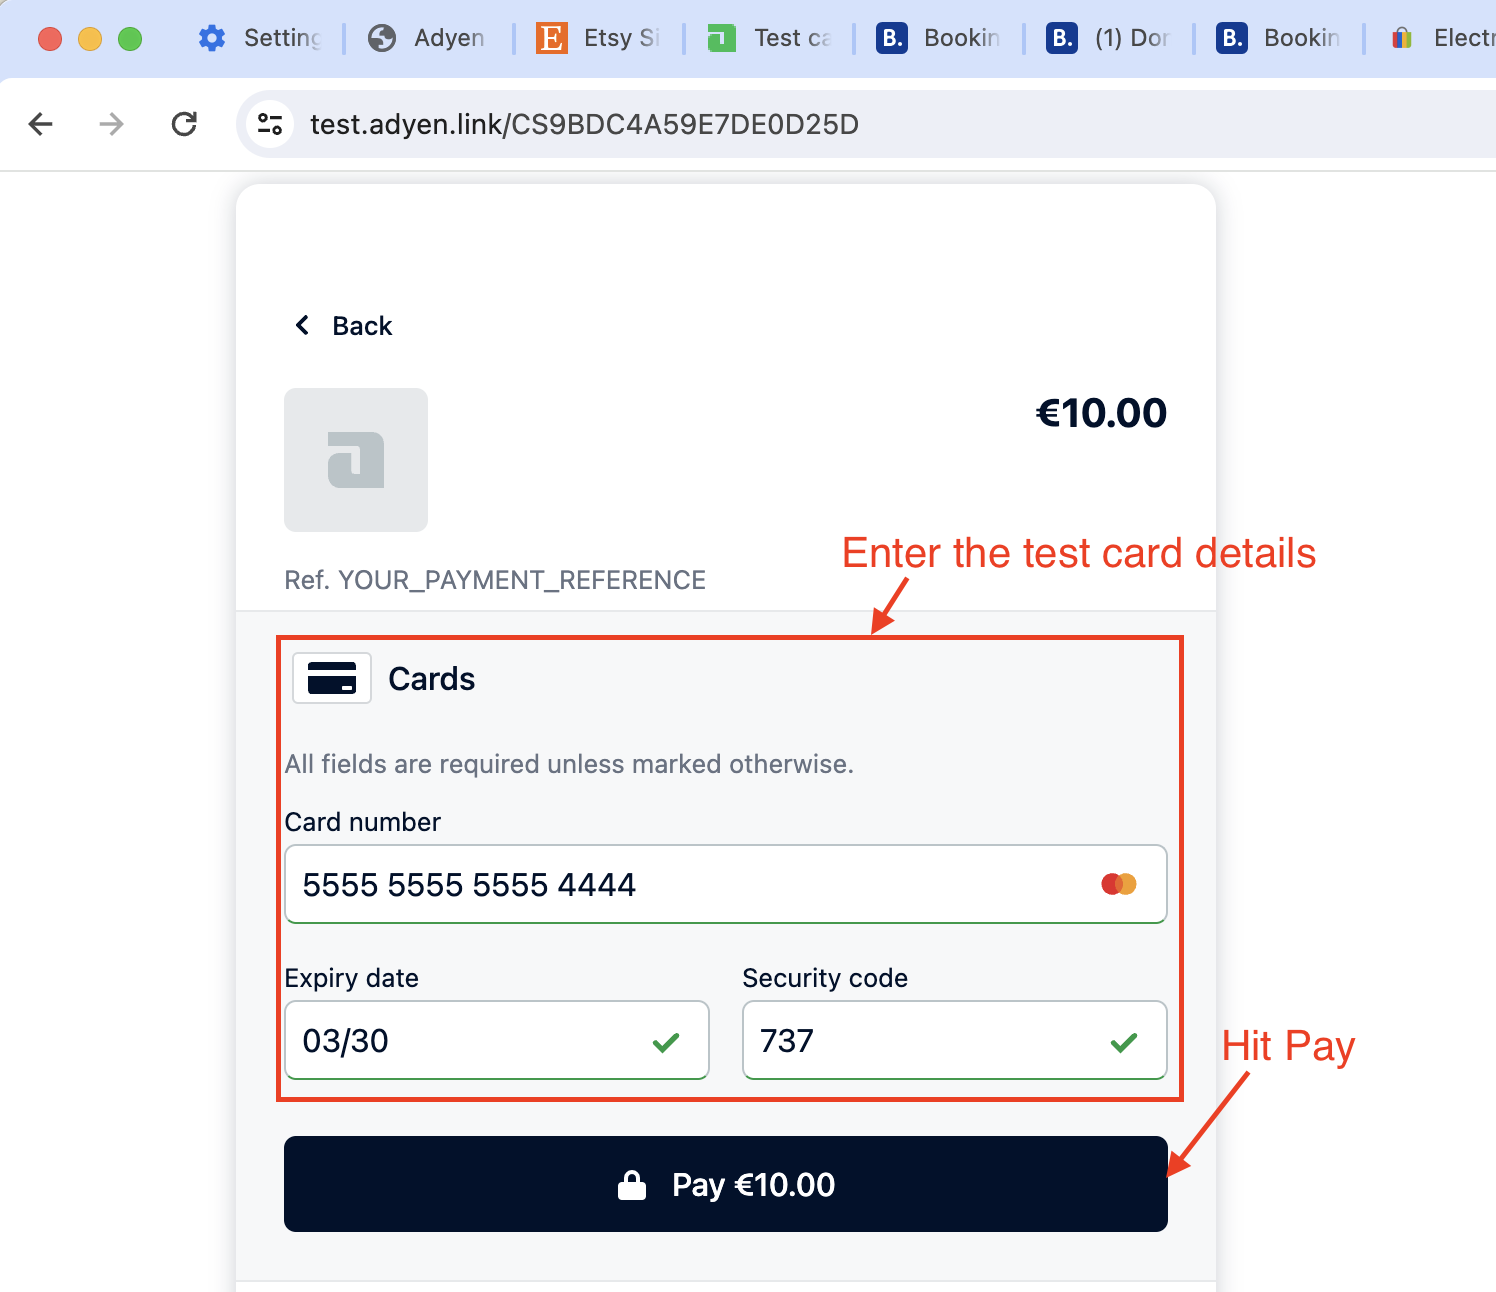 Setting Adyen Etsy Si Test ca Bookin (1) Dor Bookin Electr
test.adyen.link/CS9BDC4A59E7DE0D25D
Back
€10.00
Enter the test card details
Ref. YOUR_PAYMENT_REFERENCE
Cards
All fields are required unless marked otherwise.
Card number
5555 5555 5555 4444
Expiry date Security code
03/30 737
Hit Pay
Pay €10.00